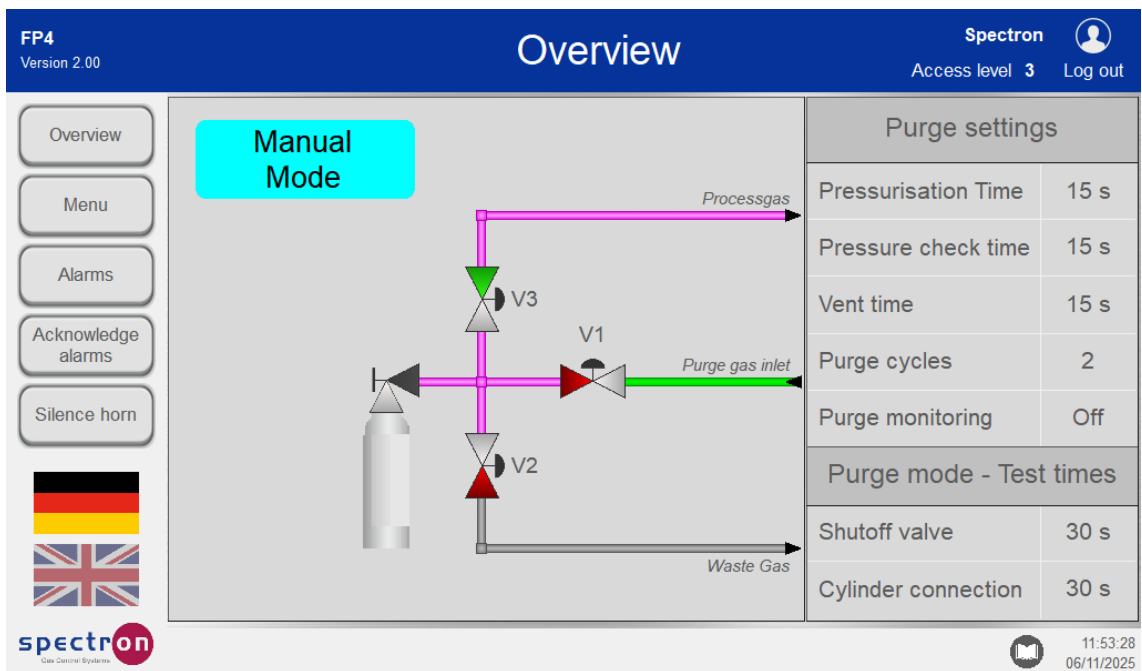 FP4
Version 2.00
Overview
Spectron
Access level 3
Log out
Overview
Menu
Alarms
Acknowledge
alarms
Silence horn
Manual
Mode
Processgas
V3
V1
Purge gas inlet
V2
Waste Gas
Purge settings
Pressurisation Time 15 s
Pressure check time 15 s
Vent time 15 s
Purge cycles 2
Purge monitoring Off
Purge mode - Test times
Shutoff valve 30 s
Cylinder connection 30 s
spectron
Gas Control Systems
11:53:28
06/11/2025